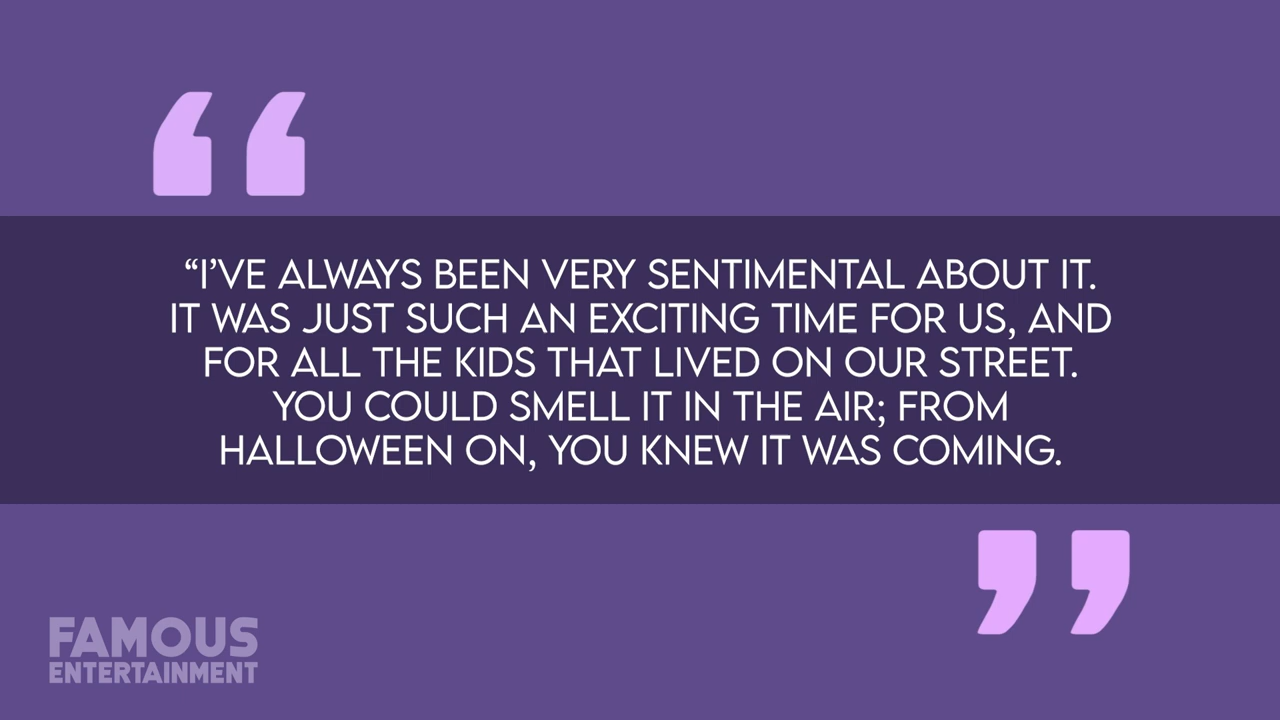 “I’VE ALWAYS BEEN VERY SENTIMENTAL ABOUT IT.
IT WAS JUST SUCH AN EXCITING TIME FOR US, AND
FOR ALL THE KIDS THAT LIVED ON OUR STREET.
YOU COULD SMELL IT IN THE AIR; FROM
HALLOWEEN ON, YOU KNEW IT WAS COMING.
FAMOUS
ENTERTAINMENT